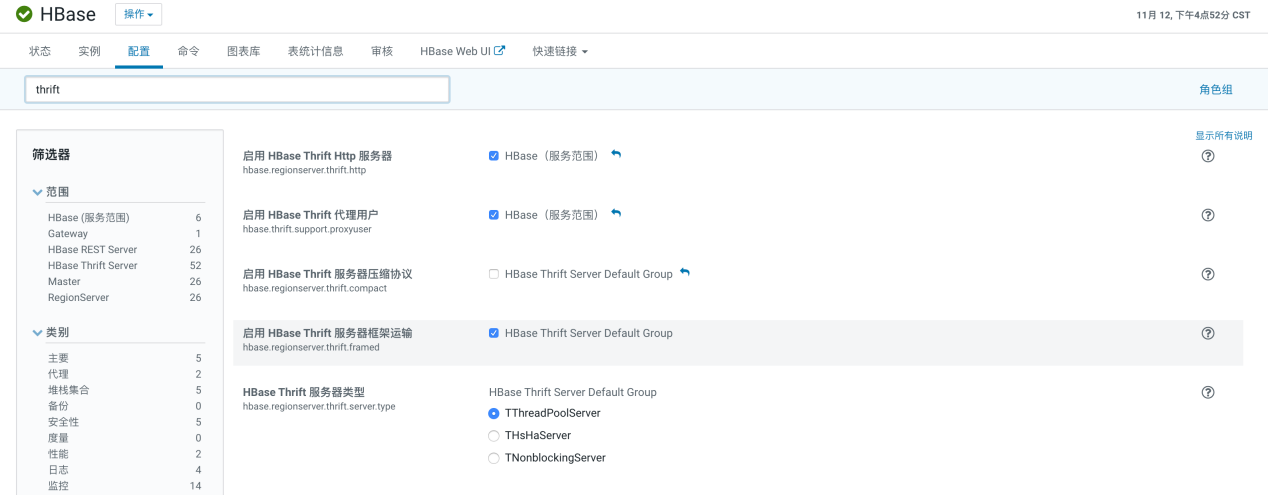 HBase 操作
11月 12, 下午4点52分 CST
状态 实例 配置 命令 图表库 表统计信息 审核 HBase Web UI 快速链接
thrift
角色组
显示所有说明
筛选器
范围
HBase (服务范围) 6
Gateway 1
HBase REST Server 26
HBase Thrift Server 52
Master 26
RegionServer 26
类别
主要 5
代理 2
堆栈集合 5
备份 0
安全性 5
度量 0
性能 2
日志 4
监控 14
启用 HBase Thrift Http 服务器 HBase（服务范围）
hbase.regionserver.thrift.http
启用 HBase Thrift 代理用户 HBase（服务范围）
hbase.thrift.support.proxyuser
启用 HBase Thrift 服务器压缩协议 HBase Thrift Server Default Group
hbase.regionserver.thrift.compact
启用 HBase Thrift 服务器框架运输 HBase Thrift Server Default Group
hbase.regionserver.thrift.framed
HBase Thrift 服务器类型 HBase Thrift Server Default Group
hbase.regionserver.thrift.server.type
TThreadPoolServer
THsHaServer
TNonblockingServer